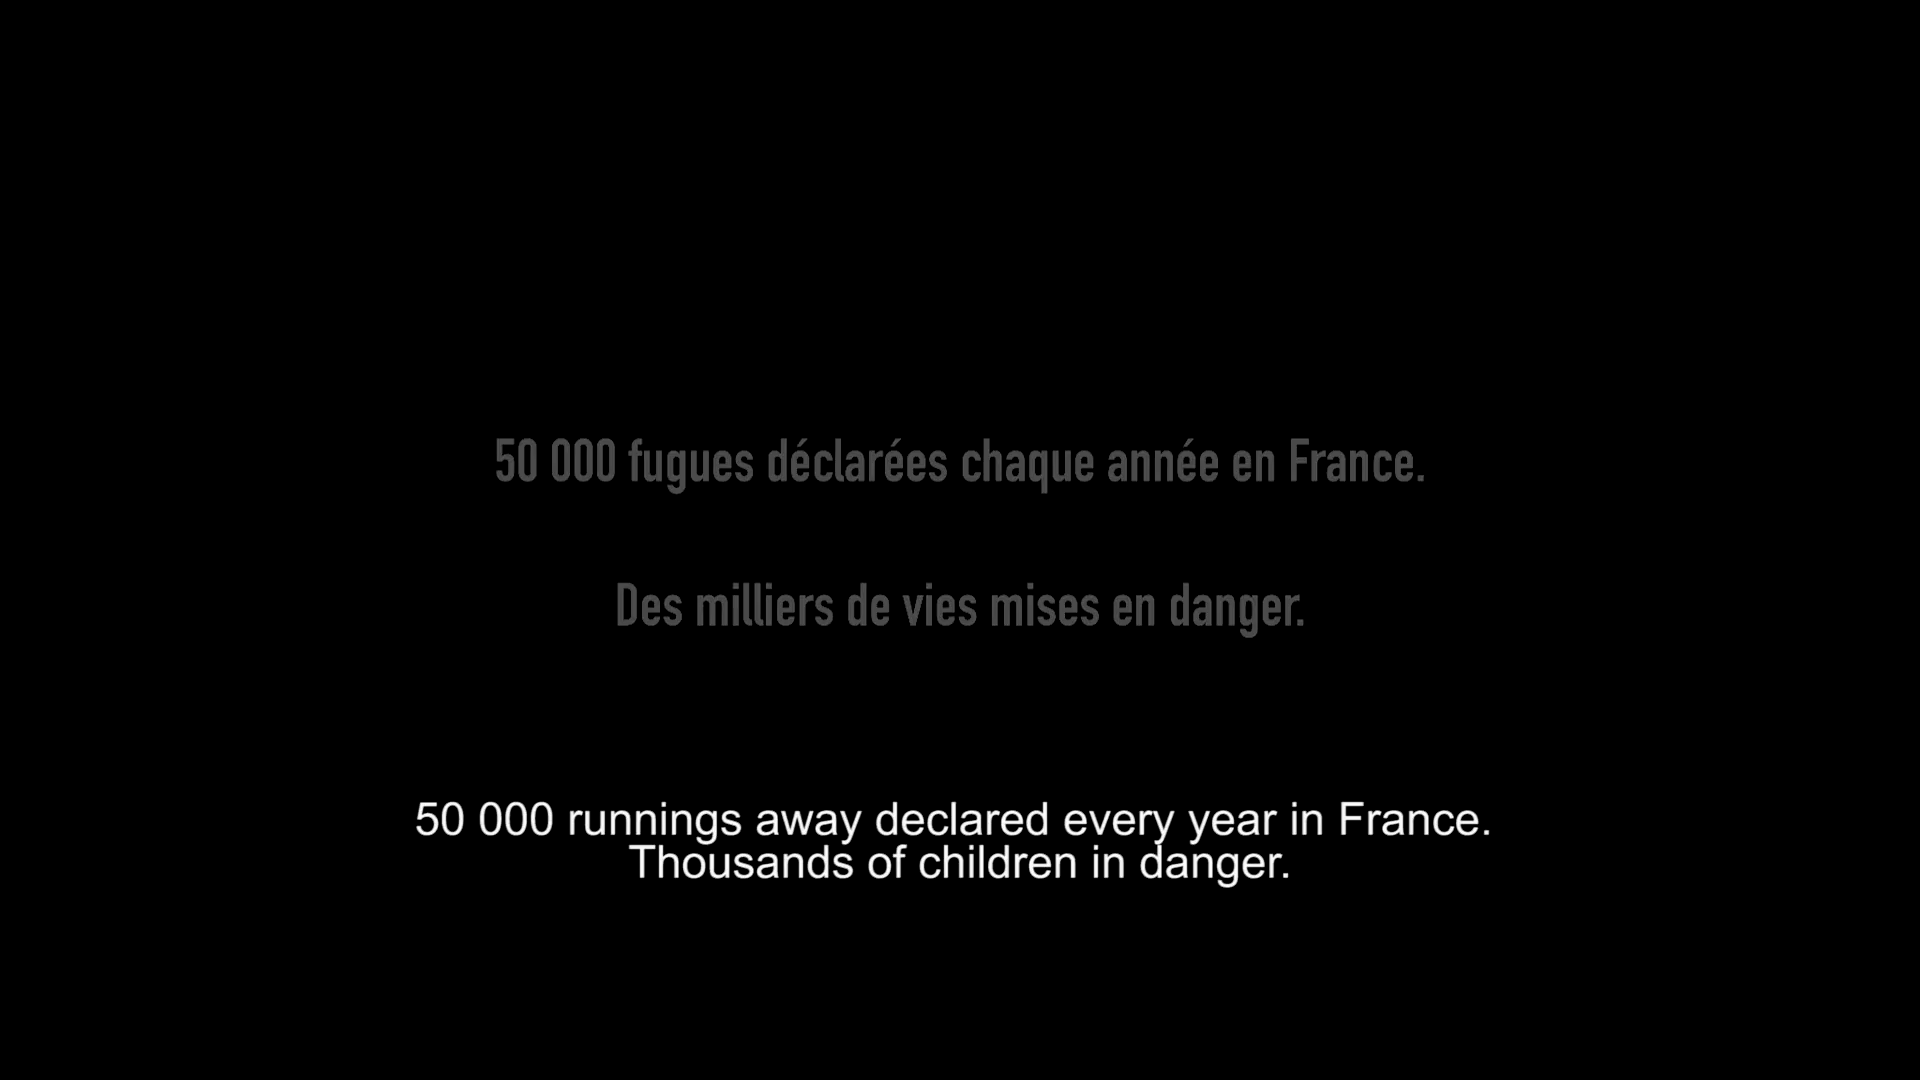 50 000 fugues déclarées chaque année en France.
Des milliers de vies mises en danger.
50 000 runnings away declared every year in France.
Thousands of children in danger.